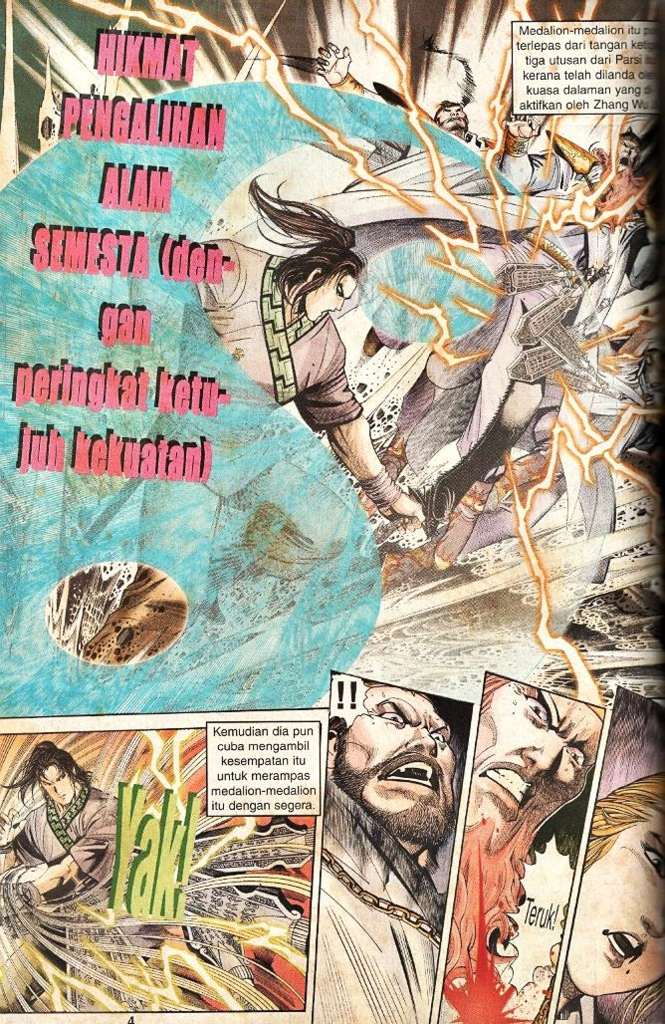 HIKMAT
PENGALIHAN
ALAM
SEMESTA (den-
gan
peringkat ketu-
juh kekuatan)
Medalion-medalion itu
terlepas dari tangan
tiga utusan dari Parsi
kerana telah dilanda
kuasa dalaman yang di
aktifkan oleh Zhang Wu
Kemudian dia pun
cuba mengambil
kesempatan itu
untuk merampas
medalion-medalion
itu dengan segera.
Yak!
!!
Teruk!
4